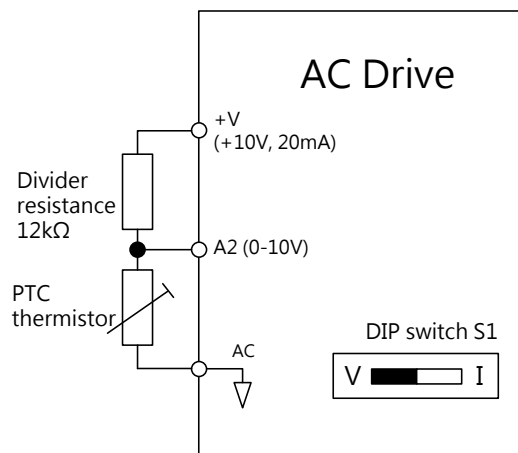 AC Drive
+V
(+10V, 20mA)
Divider
resistance
12kΩ
A2 (0-10V)
PTC
thermistor
AC
DIP switch S1
V I